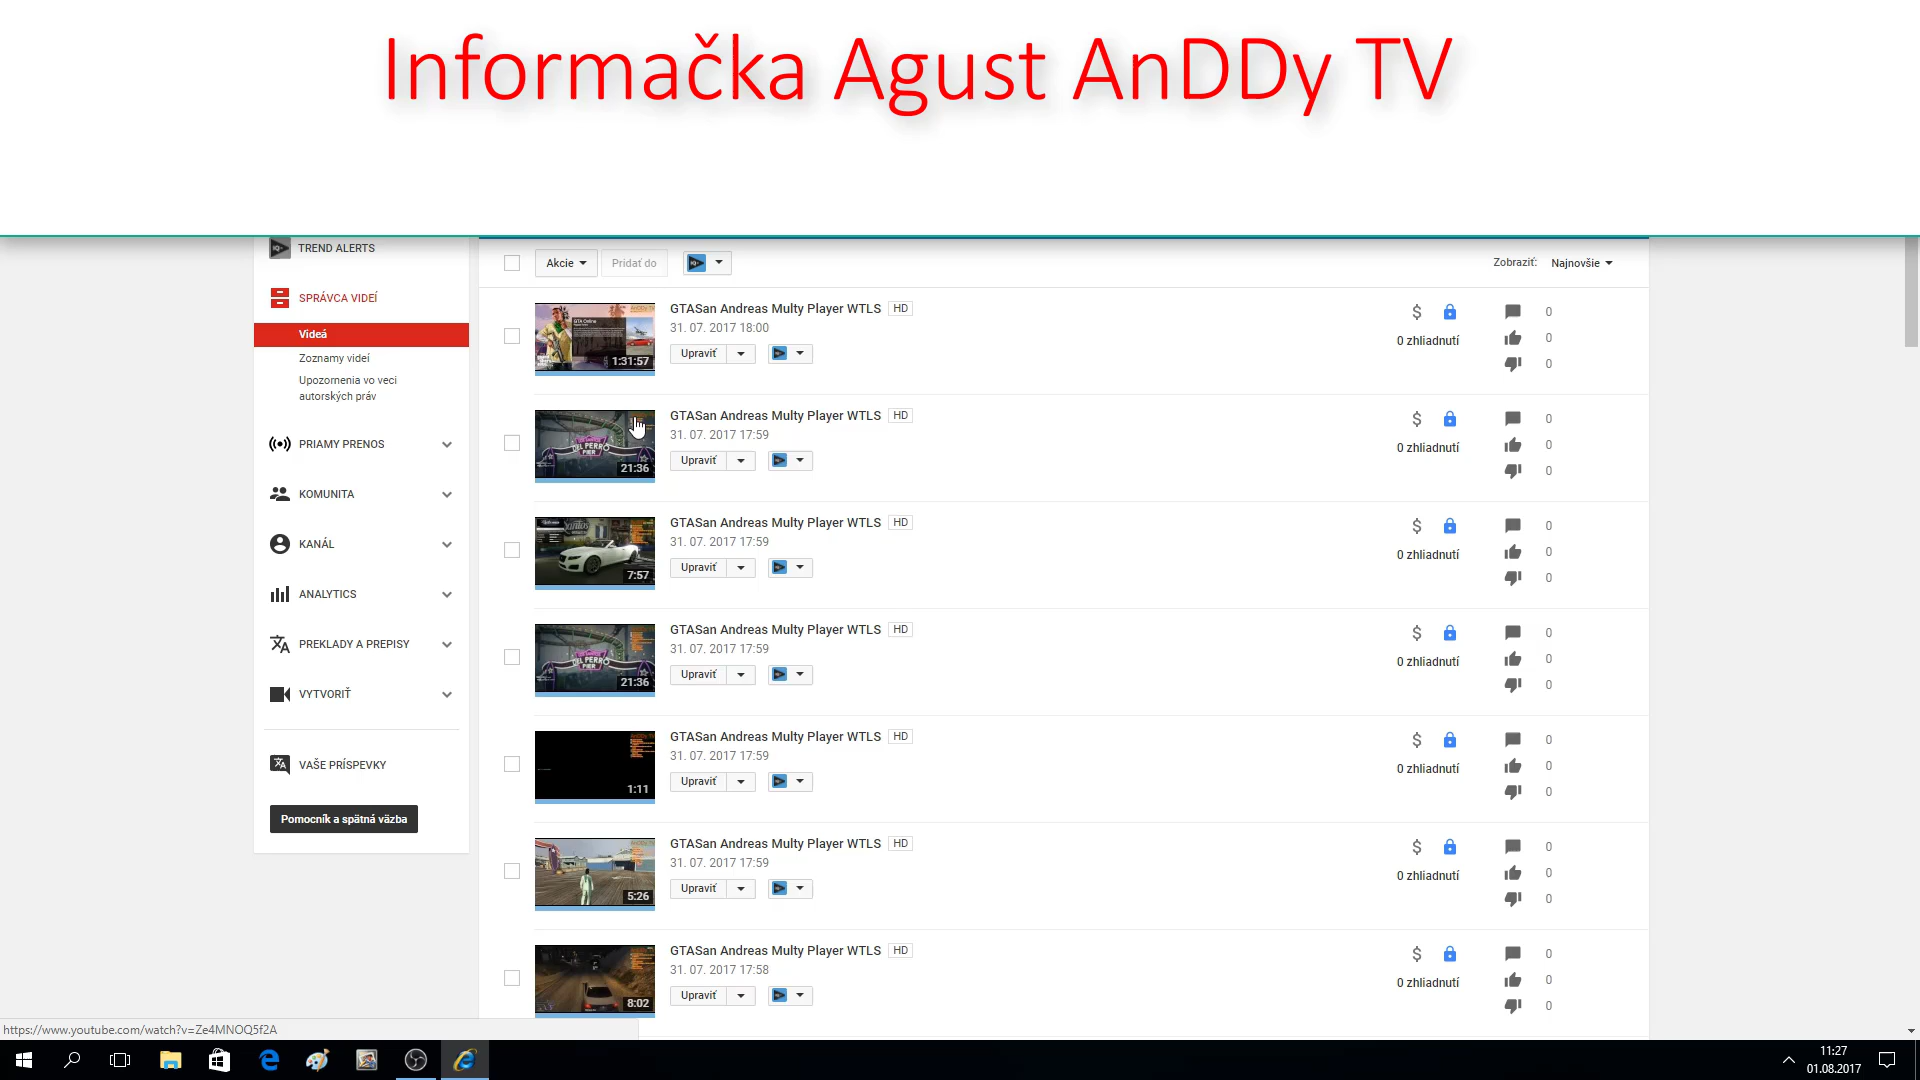 Informačka Agust AnDDy TV
TREND ALERTS
SPRÁVCA VIDEÍ
Videá
Zoznamy videí
Upozornenia vo veci
autorských práv
PRIAMY PRENOS
KOMUNITA
KANÁL
ANALYTICS
PREKLADY A PREPISY
VYTVORIŤ
VAŠE PRÍSPEVKY
Pomocník a spätná väzba
Akcie
Pridať do
Zobraziť: Najnovšie
GTASan Andreas Multy Player WTLS HD
31. 07. 2017 18:00
Upraviť
1:31:57
0 zhliadnutí
0
0
0
GTASan Andreas Multy Player WTLS HD
31. 07. 2017 17:59
Upraviť
DEL PERRO
PIER
21:36
0 zhliadnutí
0
0
0
GTASan Andreas Multy Player WTLS HD
31. 07. 2017 17:59
Upraviť
7:57
0 zhliadnutí
0
0
0
GTASan Andreas Multy Player WTLS HD
31. 07. 2017 17:59
Upraviť
DEL PERRO
PIER
21:36
0 zhliadnutí
0
0
0
GTASan Andreas Multy Player WTLS HD
31. 07. 2017 17:59
Upraviť
1:11
0 zhliadnutí
0
0
0
GTASan Andreas Multy Player WTLS HD
31. 07. 2017 17:59
Upraviť
5:26
0 zhliadnutí
0
0
0
GTASan Andreas Multy Player WTLS HD
31. 07. 2017 17:58
Upraviť
8:02
0 zhliadnutí
0
0
0
https://www.youtube.com/watch?v=Ze4MNOQ5f2A
11:27
01.08.2017